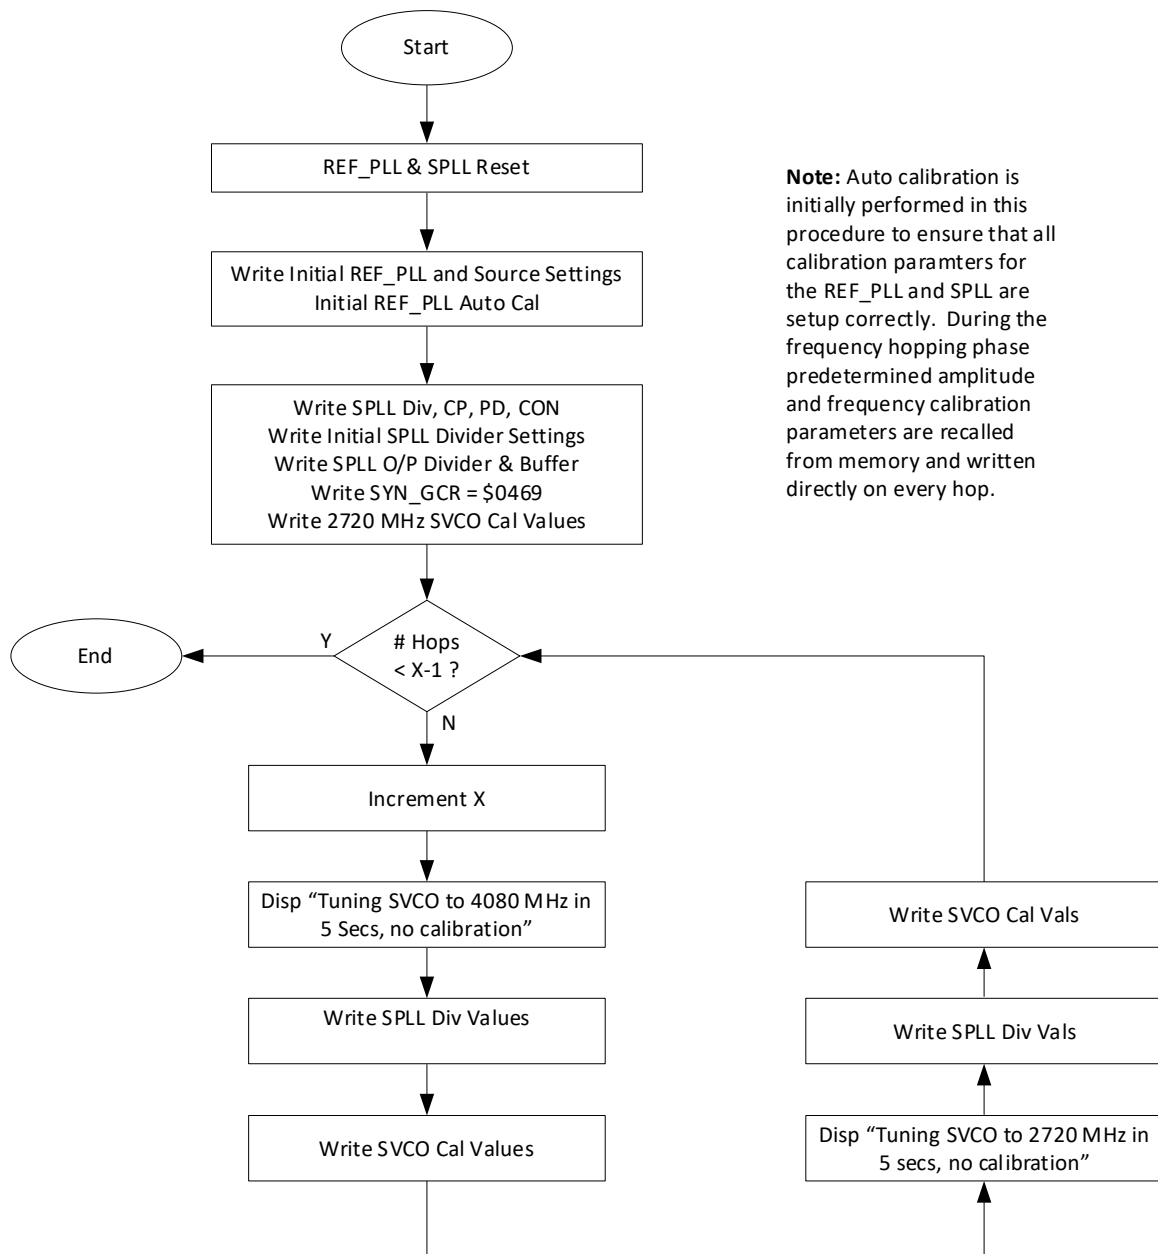 Start
REF_PLL & SPLL Reset
Write Initial REF_PLL and Source Settings
Initial REF_PLL Auto Cal
Write SPLL Div, CP, PD, CON
Write Initial SPLL Divider Settings
Write SPLL O/P Divider & Buffer
Write SYN_GCR = $0469
Write 2720 MHz SVCO Cal Values
Note: Auto calibration is
initially performed in this
procedure to ensure that all
calibration paramters for
the REF_PLL and SPLL are
setup correctly.  During the
frequency hopping phase
predetermined amplitude
and frequency calibration
parameters are recalled
from memory and written
directly on every hop.
# Hops
< X-1 ?
Y
End
N
Increment X
Disp “Tuning SVCO to 4080 MHz in
5 Secs, no calibration”
Write SPLL Div Values
Write SVCO Cal Values
Write SVCO Cal Vals
Write SPLL Div Vals
Disp “Tuning SVCO to 2720 MHz in
5 secs, no calibration”